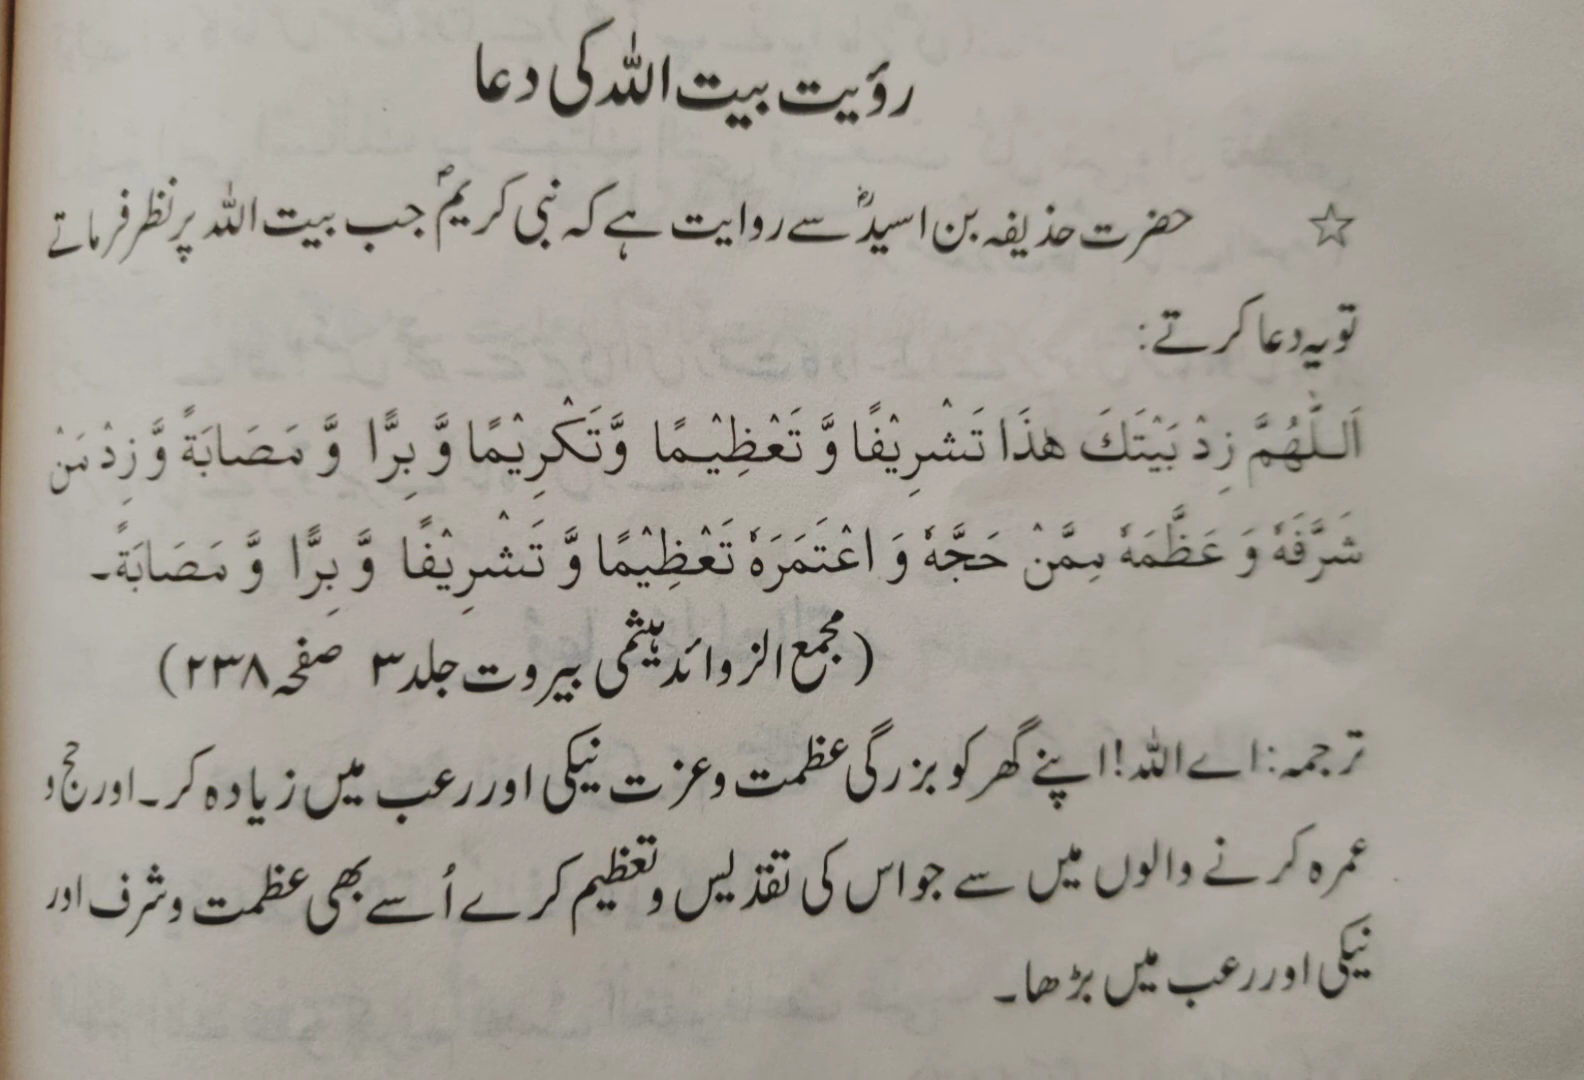 رؤیت بیت اللہ کی دعا
☆ حضرت حذیفہ بن اسیدؓ سے روایت ہے کہ نبی کریمؐ جب بیت اللہ پر نظر فرماتے
تو یہ دعا کرتے:
اَللّٰهُمَّ زِدْ بَيْتَكَ هٰذَا تَشْرِيْفًا وَّ تَعْظِيْمًا وَّتَكْرِيْمًا وَّ بِرًّا وَّ مَصَابَةً وَّ زِدْ مَنْ
شَرَّفَهٗ وَ عَظَّمَهٗ مِمَّنْ حَجَّهٗ وَ اعْتَمَرَهٗ تَعْظِيْمًا وَّ تَشْرِيْفًا وَّ بِرًّا وَّ مَصَابَةً۔
(مجمع الزوائد ہیثمی بیروت جلد ۳ صفحہ ۲۳۸)
ترجمہ: اے اللہ! اپنے گھر کو بزرگی عظمت و عزت نیکی اور رعب میں زیادہ کر۔ اور حج و
عمرہ کرنے والوں میں سے جو اس کی تقدیس و تعظیم کرے اُسے بھی عظمت و شرف اور
نیکی اور رعب میں بڑھا۔